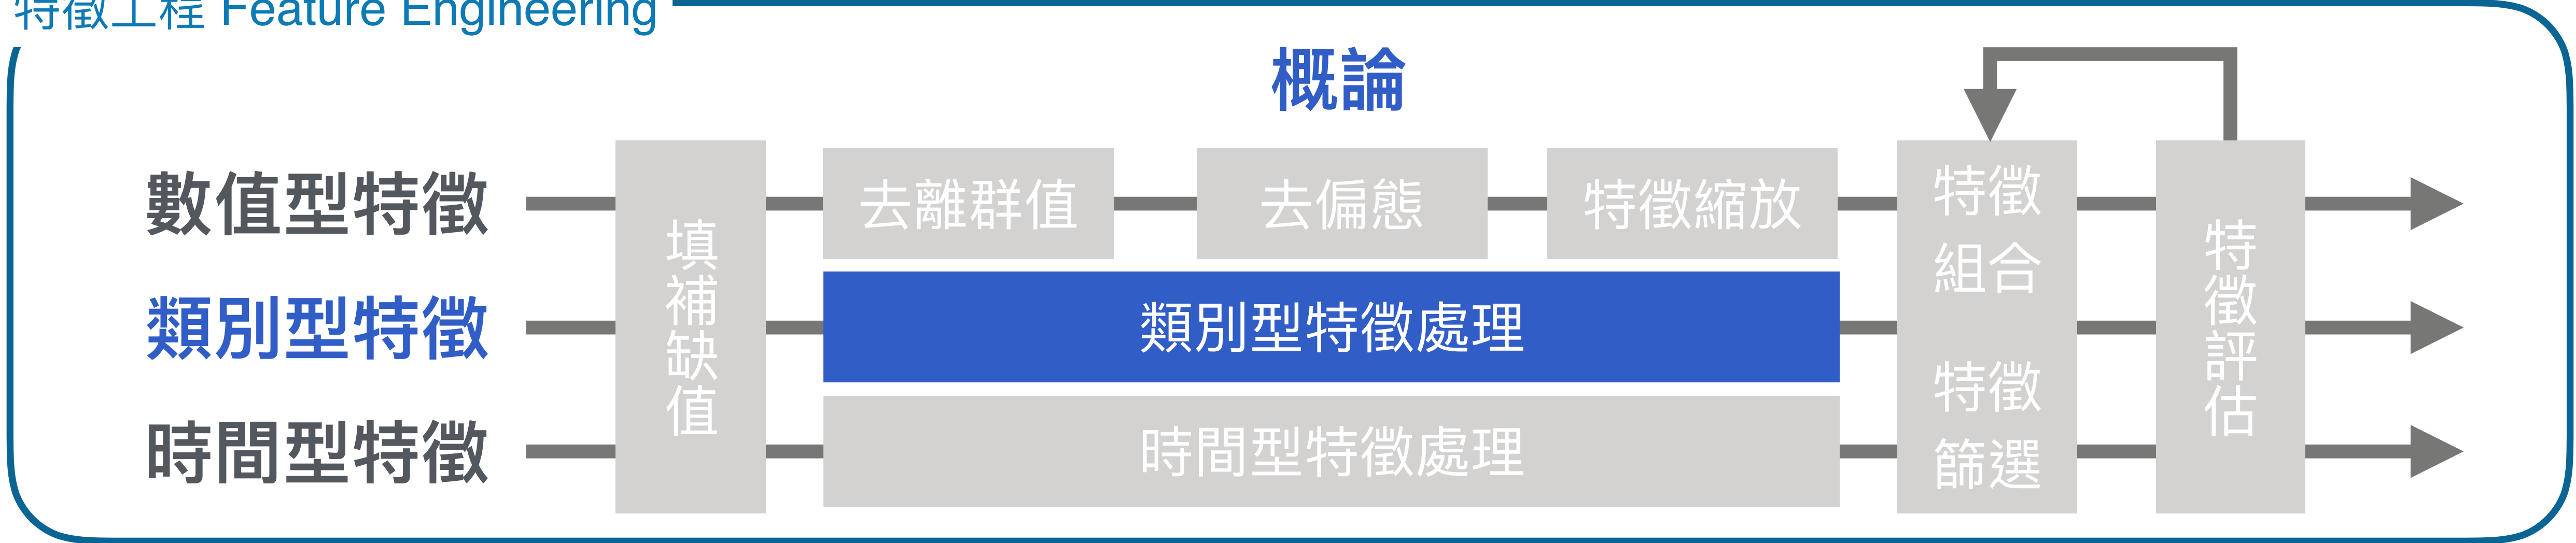 特徵工程 Feature Engineering
概論
數值型特徵
類別型特徵
時間型特徵
填補缺值
去離群值
去偏態
特徵縮放
類別型特徵處理
時間型特徵處理
特徵
組合
特徵
篩選
特徵評估